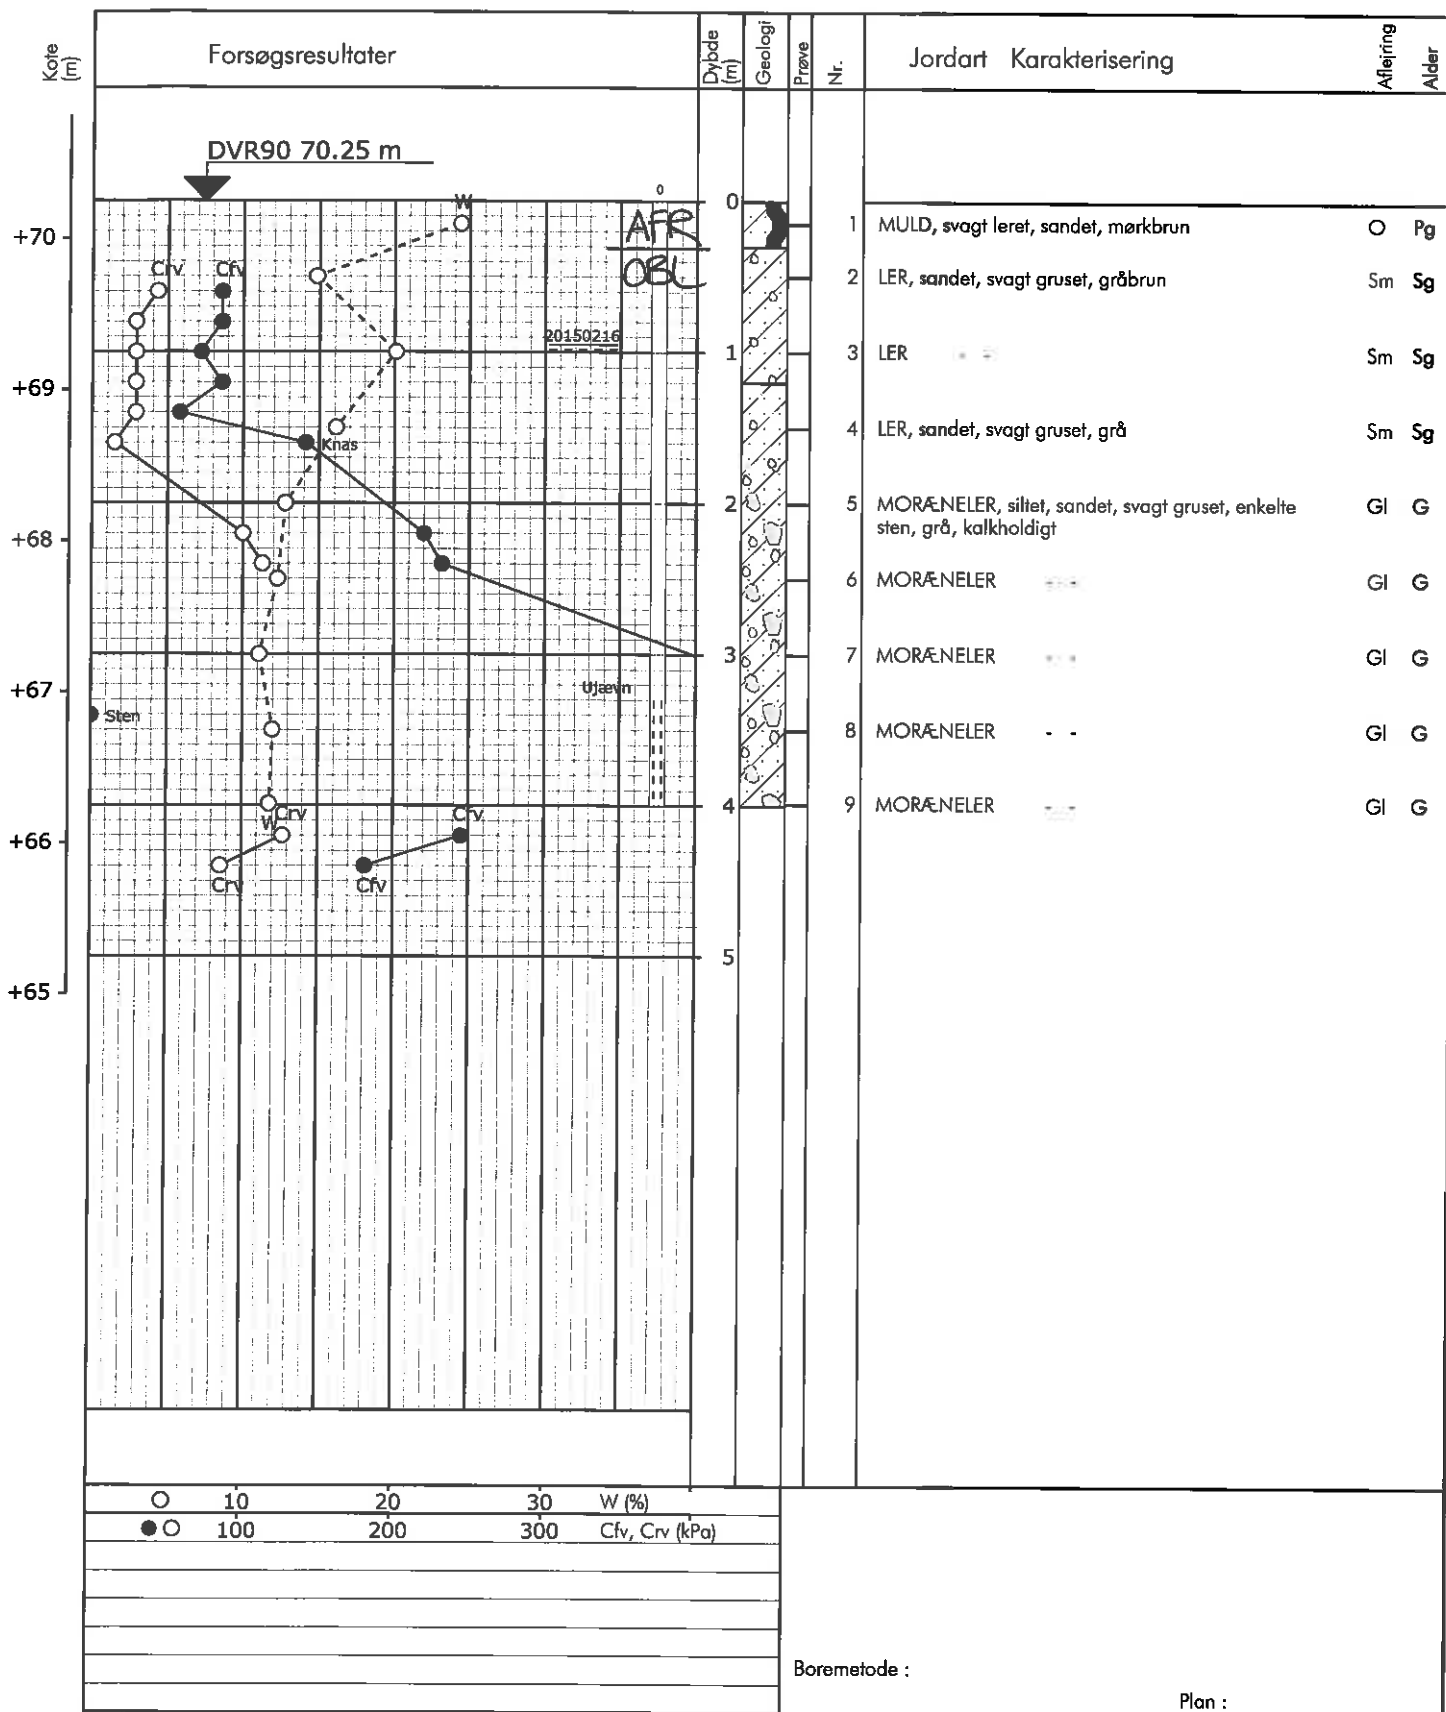 Kote (m)
Forsøgsresultater
Dybde (m)
Geologi
Prøve
Nr.
Jordart Karakterisering
Aflejring
Alder
DVR90 70.25 m
W
0
0
AFR
OBL
+70
1 MULD, svagt leret, sandet, mørkbrun O Pg
Crv Cfv
2 LER, sandet, svagt gruset, gråbrun Sm Sg
20150216
1
3 LER Sm Sg
+69
4 LER, sandet, svagt gruset, grå Sm Sg
Knas
2
5 MORÆNELER, siltet, sandet, svagt gruset, enkelte
sten, grå, kalkholdigt
Gl G
+68
6 MORÆNELER Gl G
3
7 MORÆNELER Gl G
+67
Ujævn
Sten
8 MORÆNELER - - Gl G
4
9 MORÆNELER - - Gl G
W Crv Cfv
+66
Crv Cfv
5
+65
10 20 30 W (%)
100 200 300 Cfv, Crv (kPa)
Boremetode :
Plan :